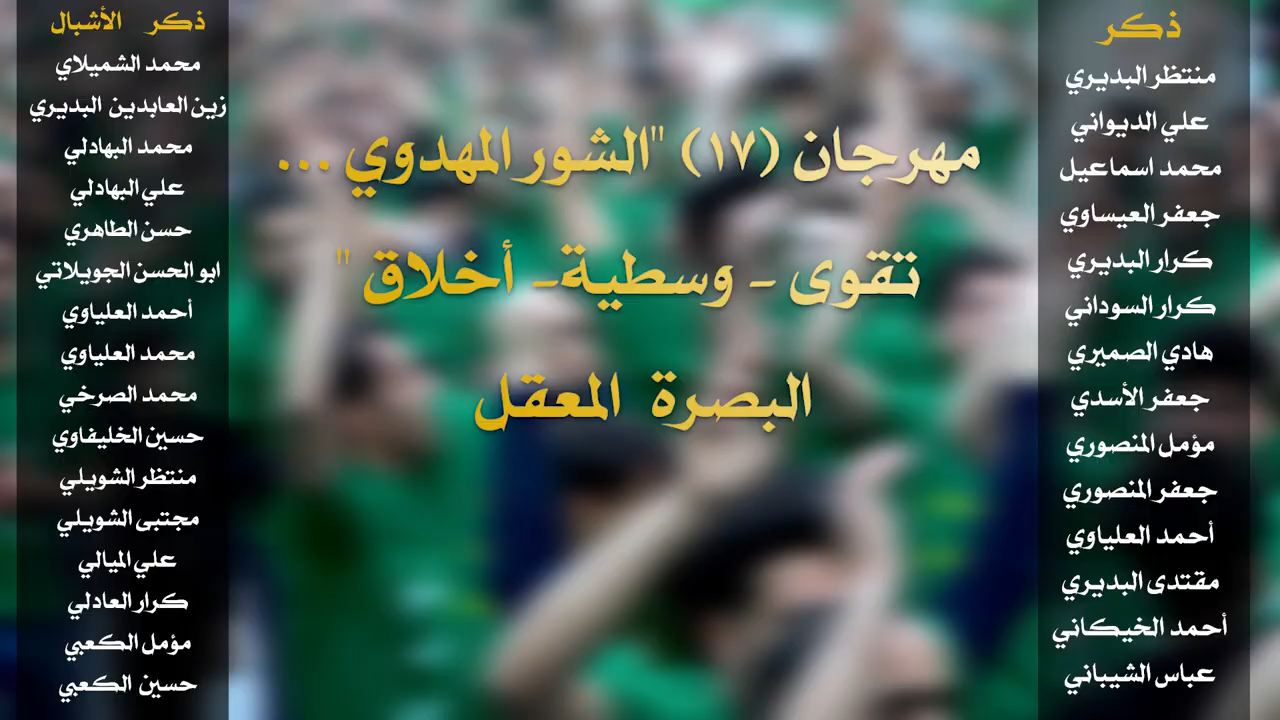 ذكر
منتظر البديري
علي الديواني
محمد اسماعيل
جعفر العيساوي
كرار البديري
كرار السوداني
هادي الصميري
جعفر الأسدي
مؤمل المنصوري
جعفر المنصوري
أحمد العلياوي
مقتدى البديري
أحمد الخيكاني
عباس الشيباني
مهرجان (١٧) "الشور المهدوي ...
تقوى - وسطية- أخلاق "
البصرة المعقل
ذكر الأشبال
محمد الشميلاي
زين العابدين البديري
محمد البهادلي
علي البهادلي
حسن الطاهري
ابو الحسن الجويلاتي
أحمد العلياوي
محمد العلياوي
محمد الصرخي
حسين الخليفاوي
منتظر الشويلي
مجتبى الشويلي
علي الميالي
كرار العادلي
مؤمل الكعبي
حسين الكعبي